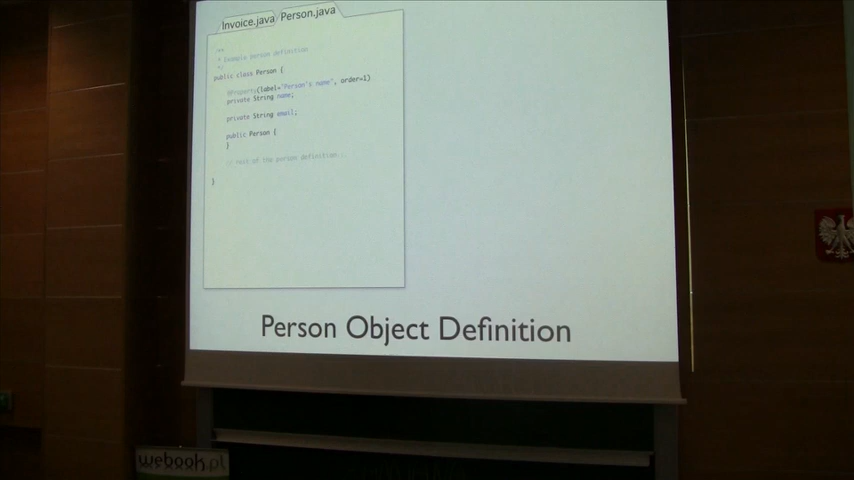 Invoice.java Person.java
/**
* Example person definition
*/
public class Person {
@Property(label="Person's name", order=1)
private String name;
private String email;
public Person {
}
// rest of the person definition...
}
Person Object Definition
webook.pl